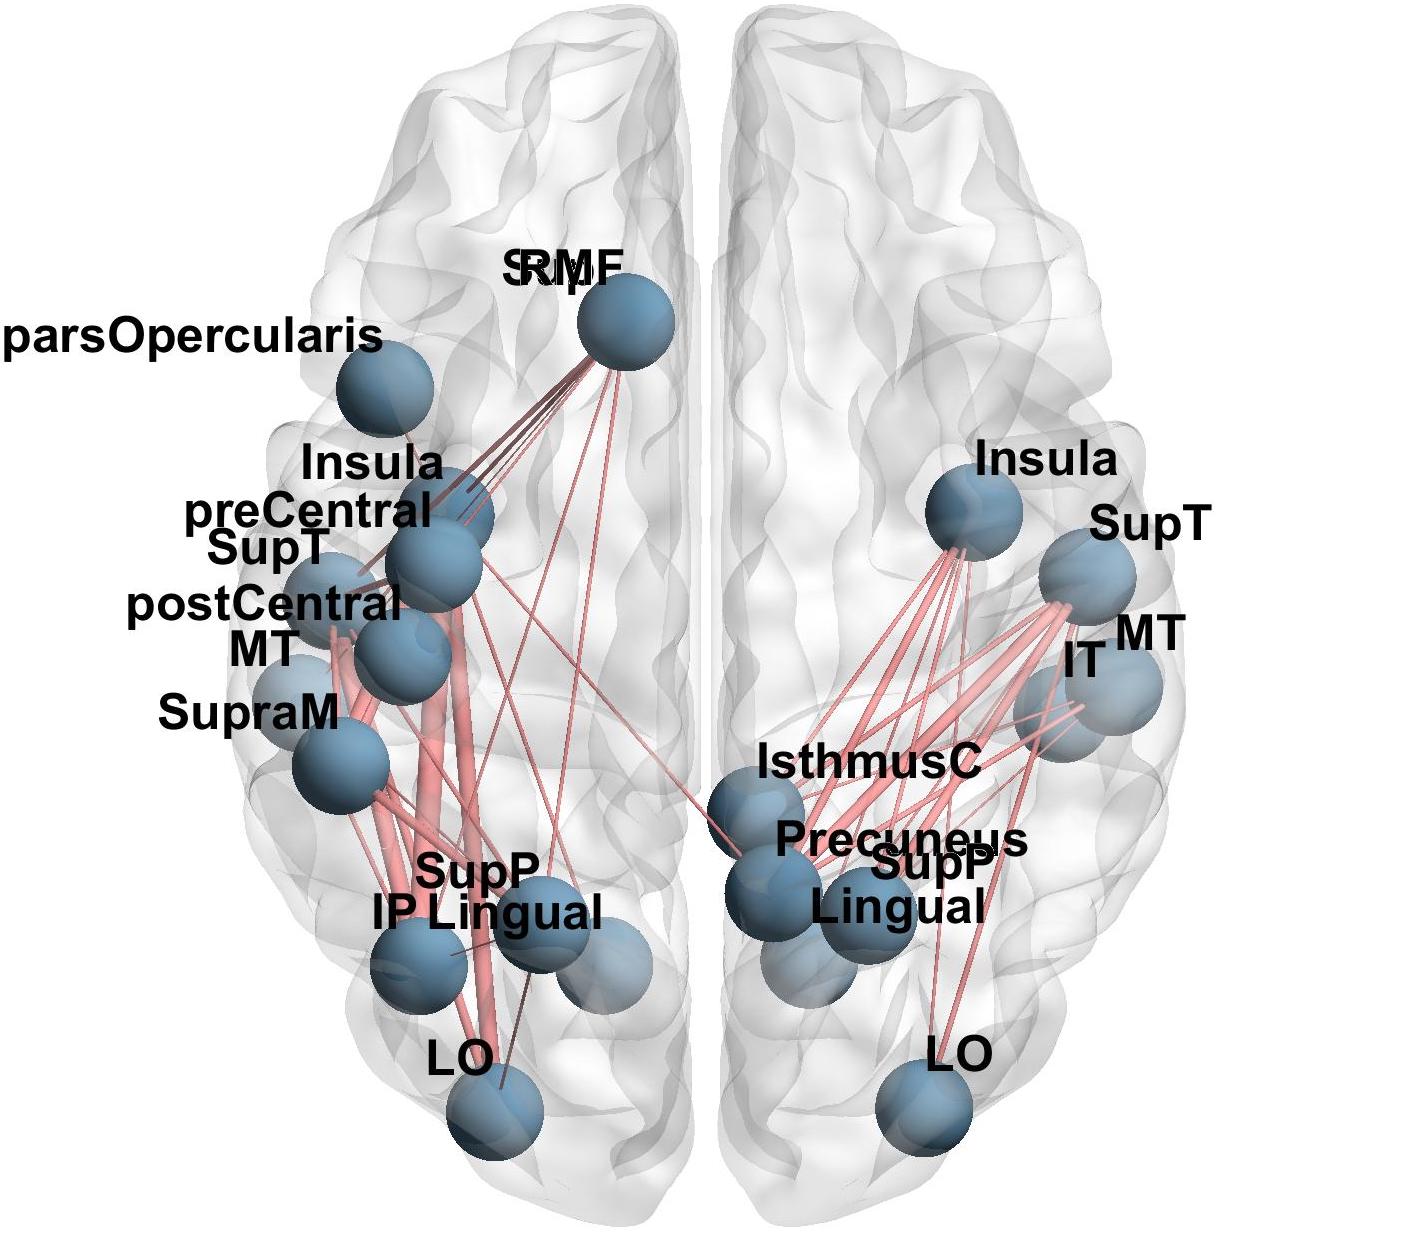 RMF
parsOpercularis
Insula
Insula
preCentral
SupT
SupT
postCentral
MT
MT
IT
SupraM
IsthmusC
Precuneus
SupP
SupP
IP Lingual
Lingual
LO
LO